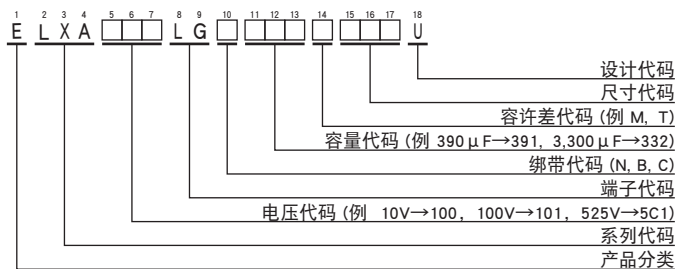 1 2 3 4 5 6 7 8 9 10 11 12 13 14 15 16 17 18
E L X A □□□ L G □ □□□ □ □□□ U
设计代码
尺寸代码
容许差代码 (例 M, T)
容量代码 (例 390μF→391, 3,300μF→332)
绑带代码 (N, B, C)
端子代码
电压代码 (例 10V→100, 100V→101, 525V→5C1)
系列代码
产品分类